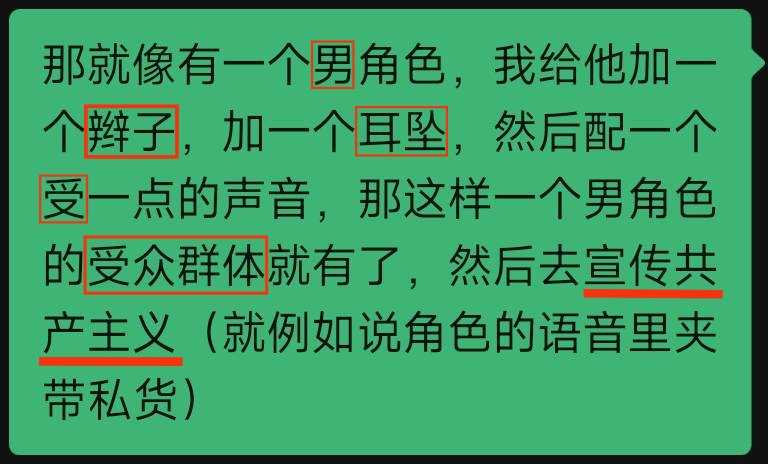 那就像有一个男角色，我给他加一
个辫子，加一个耳坠，然后配一个
受一点的声音，那这样一个男角色
的受众群体就有了，然后去宣传共
产主义（就例如说角色的语音里夹
带私货）